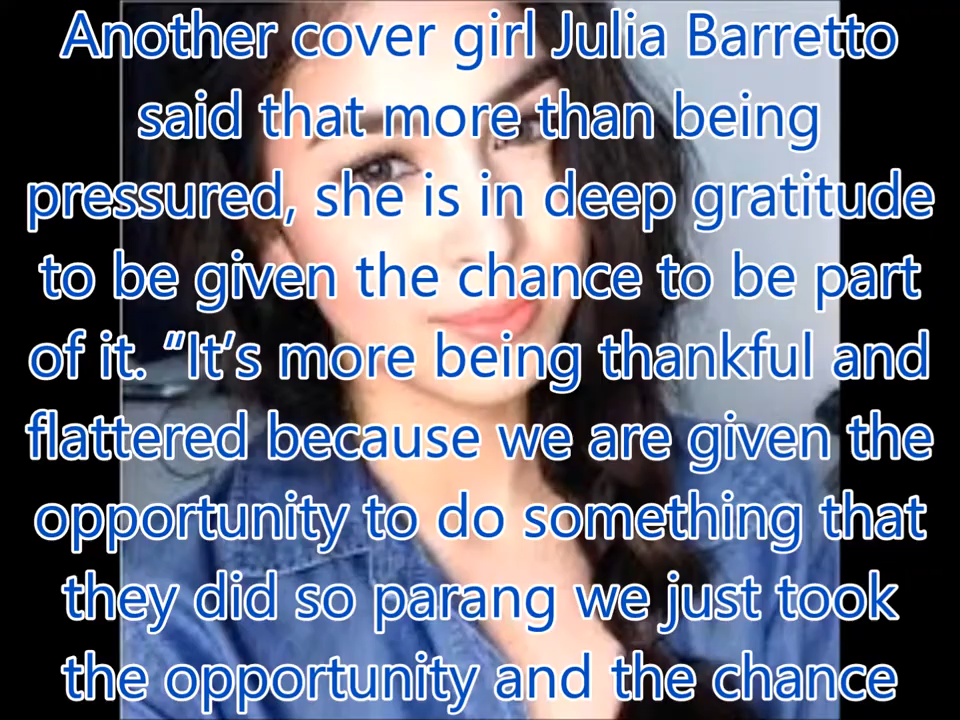 Another cover girl Julia Barretto
said that more than being
pressured, she is in deep gratitude
to be given the chance to be part
of it. “It’s more being thankful and
flattered because we are given the
opportunity to do something that
they did so parang we just took
the opportunity and the chance